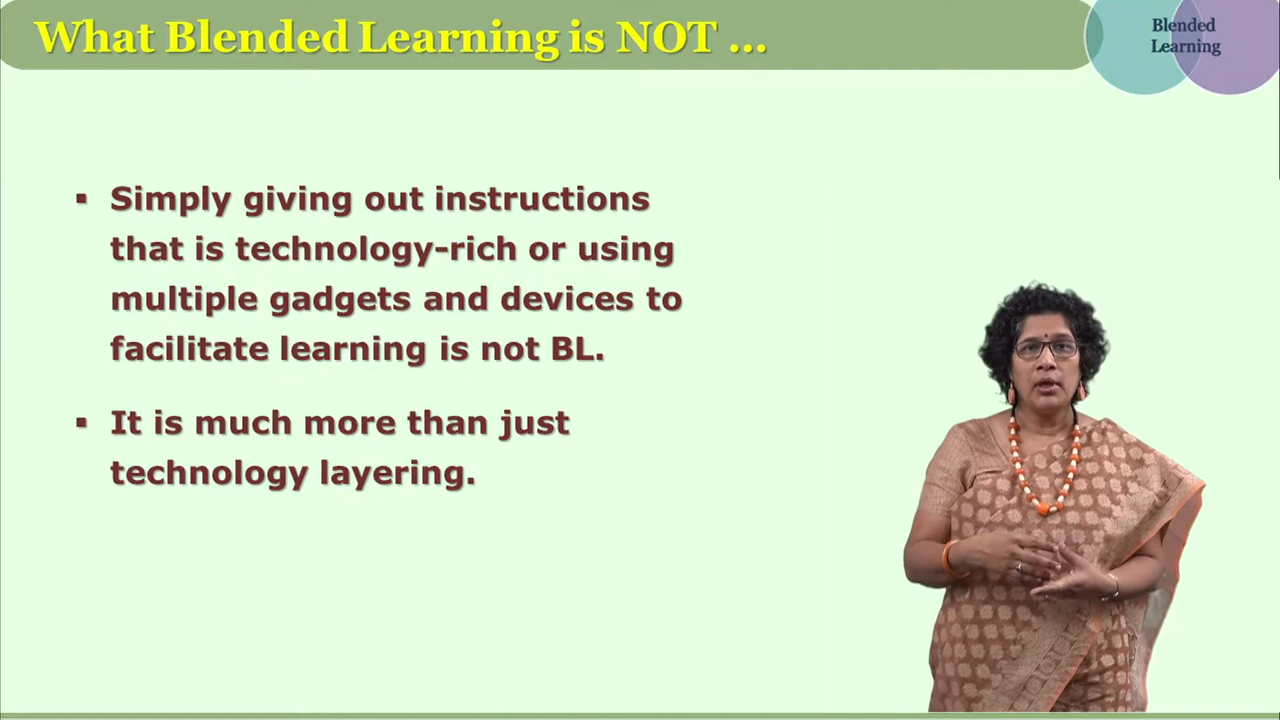 What Blended Learning is NOT ...
Blended
Learning
▪ Simply giving out instructions
that is technology-rich or using
multiple gadgets and devices to
facilitate learning is not BL.
▪ It is much more than just
technology layering.